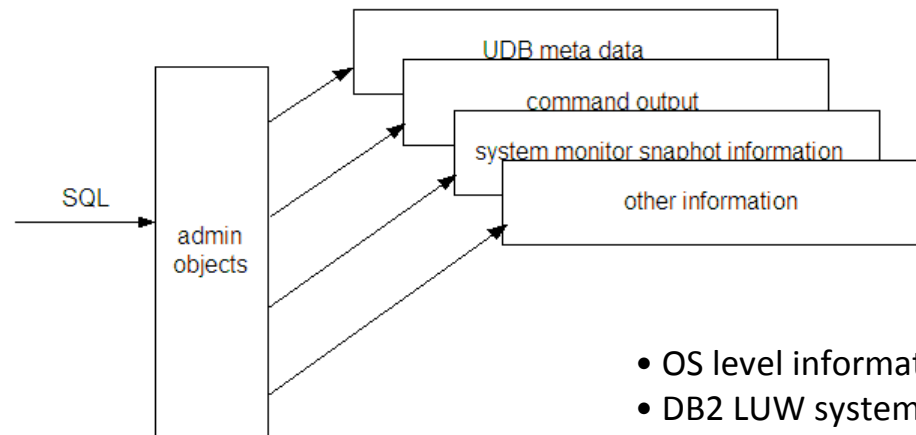 UDB meta data
command output
system monitor snaphot information
other information
SQL
admin
objects
• OS level informat
• DB2 LUW system